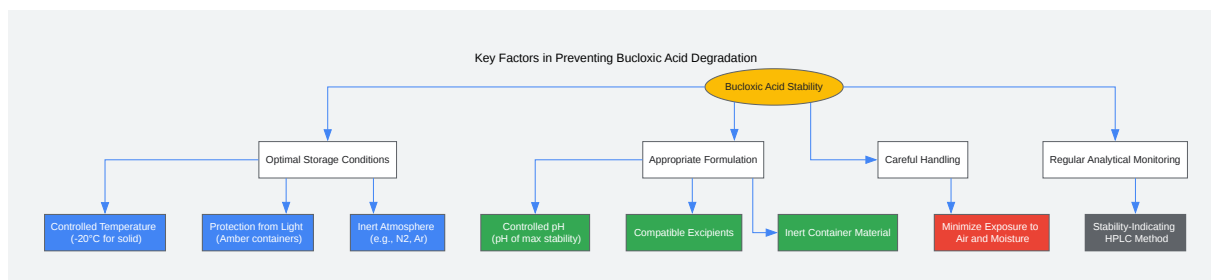 Key Factors in Preventing Bucloxic Acid Degradation
Bucloxic Acid Stability
Optimal Storage Conditions
Appropriate Formulation
Careful Handling
Regular Analytical Monitoring
Controlled Temperature
(-20°C for solid)
Protection from Light
(Amber containers)
Inert Atmosphere
(e.g., N2, Ar)
Controlled pH
(pH of max stability)
Compatible Excipients
Inert Container Material
Minimize Exposure to
Air and Moisture
Stability-Indicating
HPLC Method